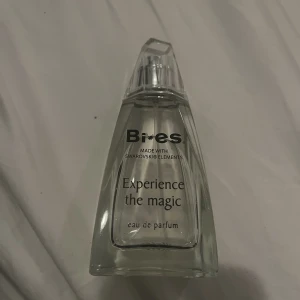 Bi·es
MADE WITH
SWAROVSKI® ELEMENTS
Experience
the magic
eau de parfum